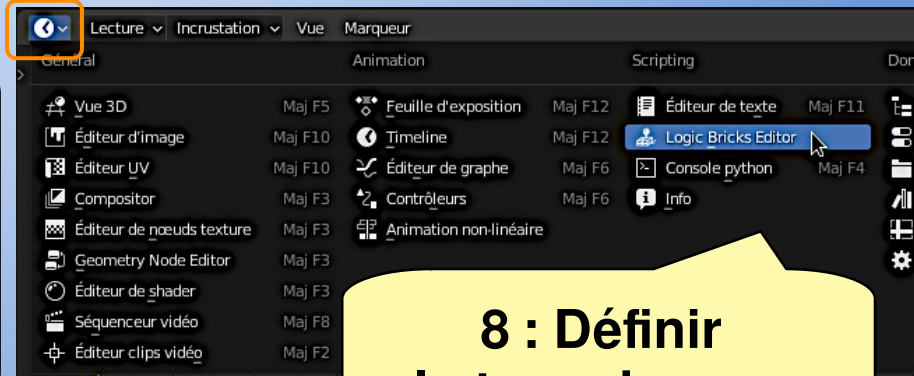 Lecture Incrustation Vue Marqueur
Général Animation Scripting
Vue 3D Maj F5 Feuille d'exposition Maj F12 Éditeur de texte Maj F11
Éditeur d'image Maj F10 Timeline Maj F12 Logic Bricks Editor
Éditeur UV Maj F10 Éditeur de graphe Maj F6 Console python Maj F4
Compositor Maj F3 Contrôleurs Maj F6 Info
Éditeur de nœuds texture Maj F3 Animation non-linéaire
Geometry Node Editor Maj F3
Éditeur de shader Maj F3
Séquenceur vidéo Maj F8
Éditeur clips vidéo Maj F2
8 : Définir